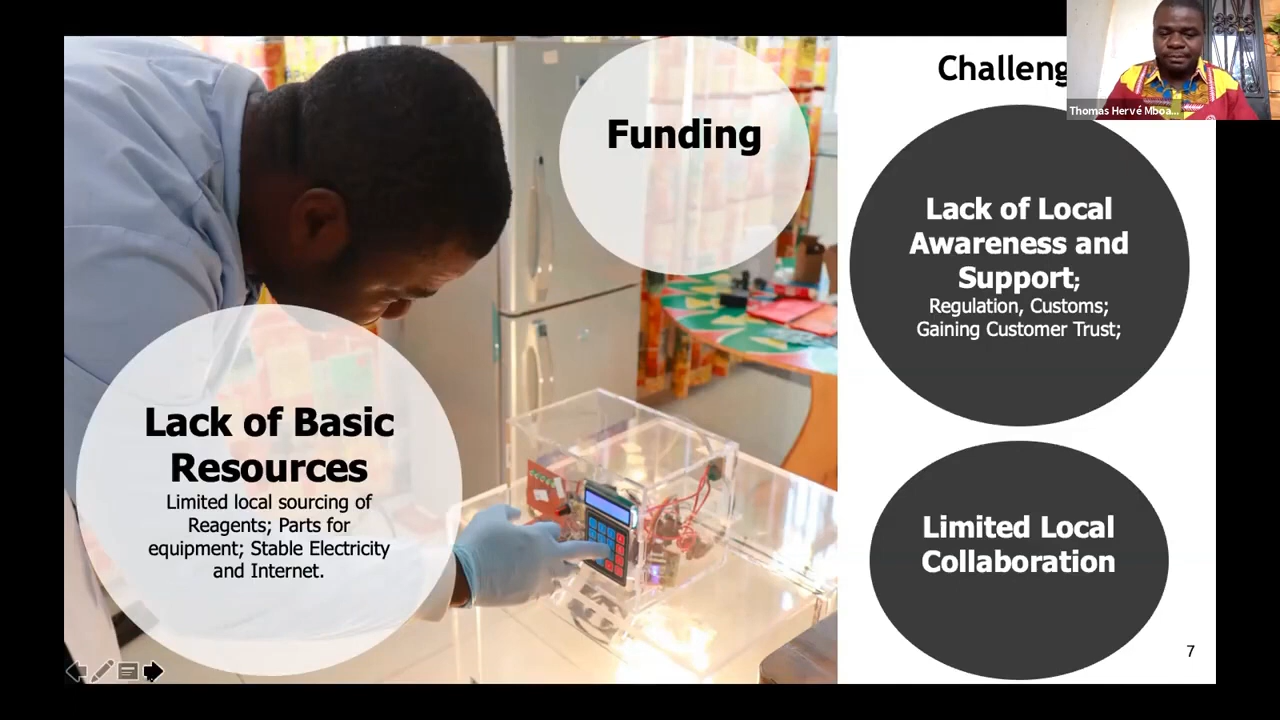 Challeng
Thomas Hervé Mboa...
Funding
Lack of Local
Awareness and
Support;
Regulation, Customs;
Gaining Customer Trust;
Lack of Basic
Resources
Limited local sourcing of
Reagents; Parts for
equipment; Stable Electricity
and Internet.
Limited Local
Collaboration
7